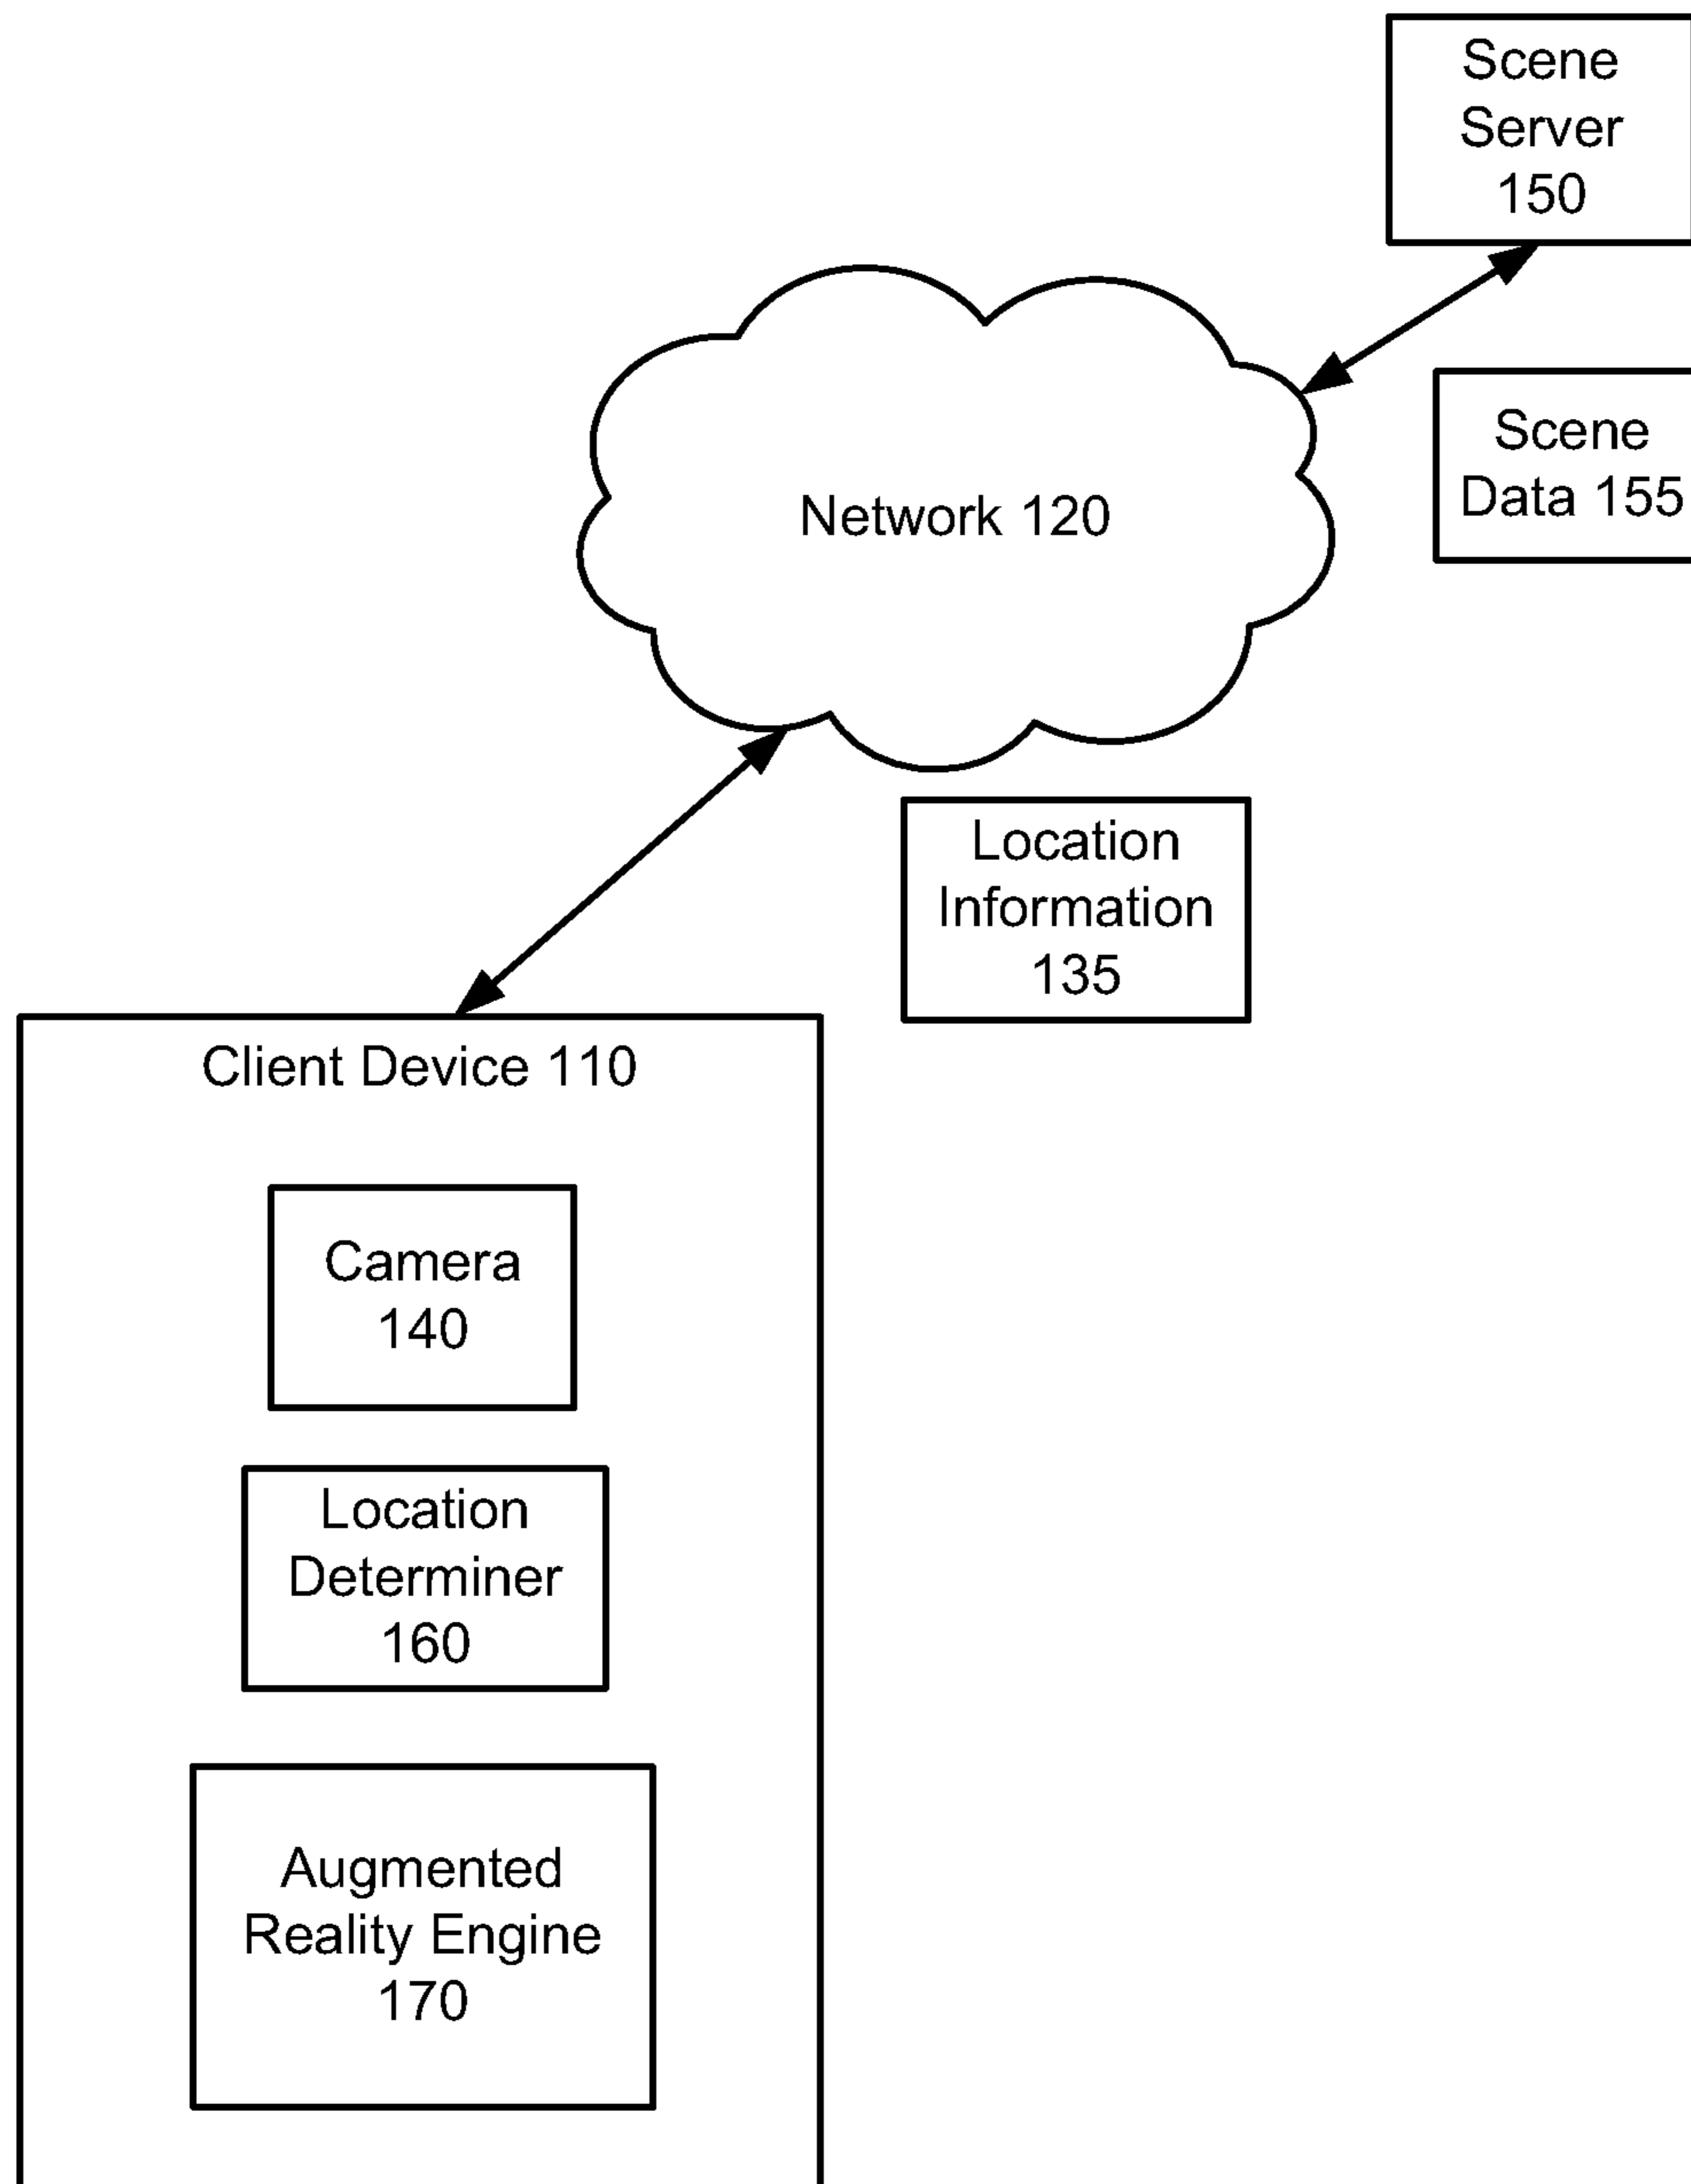 Scene
Server
150
Scene
Data 155
Network 120
Location
Information
135
Client Device 110
Camera
140
Location
Determiner
160
Augmented
Reality Engine
170